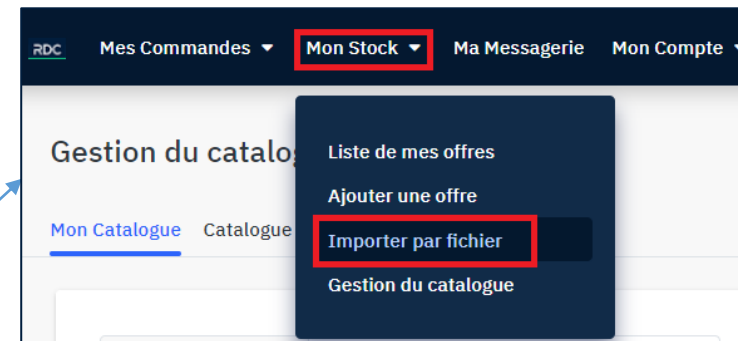 RDC Mes Commandes Mon Stock Ma Messagerie Mon Compte
Gestion du catalo
Liste de mes offres
Ajouter une offre
Mon Catalogue Catalogue
Importer par fichier
Gestion du catalogue